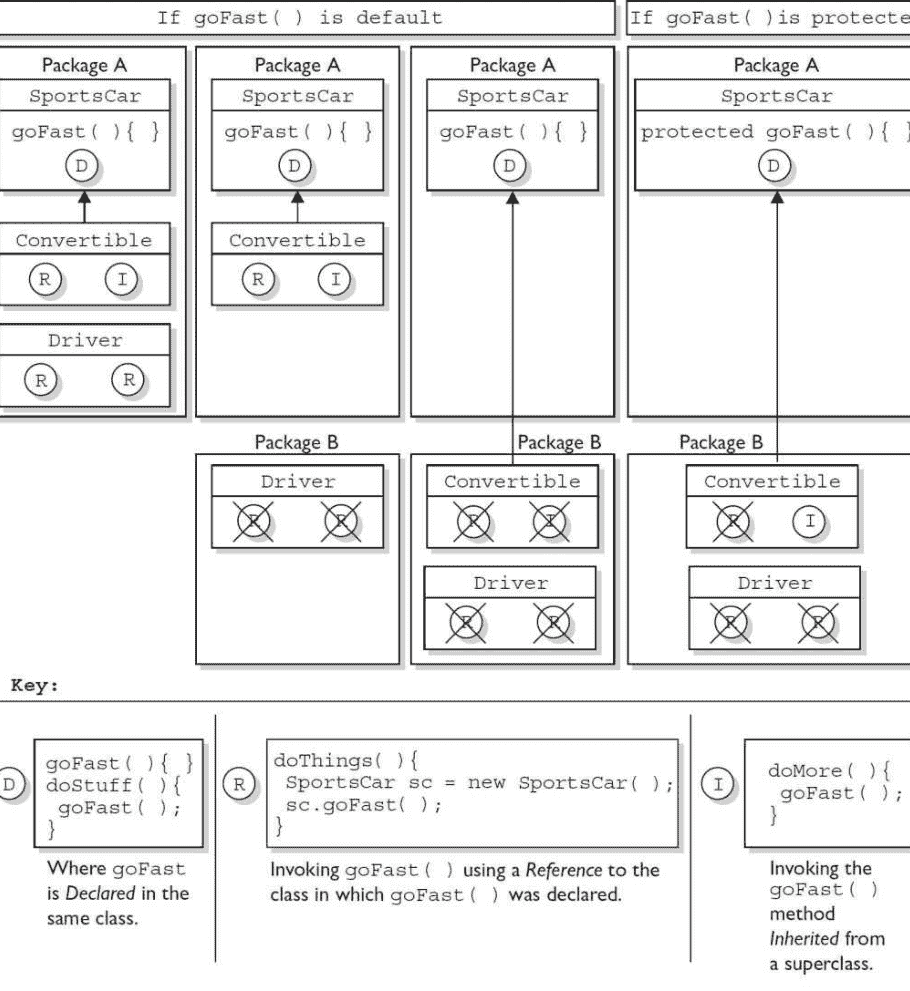 If goFast( ) is default
If goFast( )is protecte
Package A
SportsCar
goFast( ){ }
D
Convertible
R I
Driver
R R
Package A
SportsCar
goFast( ){ }
D
Convertible
R I
Package B
Driver
R R
Package A
SportsCar
goFast( ){ }
D
Package B
Convertible
R I
Driver
R R
Package A
SportsCar
protected goFast( ){ }
D
Package B
Convertible
R I
Driver
R R
Key:
D
goFast( ){ }
doStuff( ){
goFast( );
}
Where goFast
is Declared in the
same class.
R
doThings( ){
SportsCar sc = new SportsCar( );
sc.goFast( );
}
Invoking goFast( ) using a Reference to the
class in which goFast( ) was declared.
I
doMore( ){
goFast( );
}
Invoking the
goFast( )
method
Inherited from
a superclass.